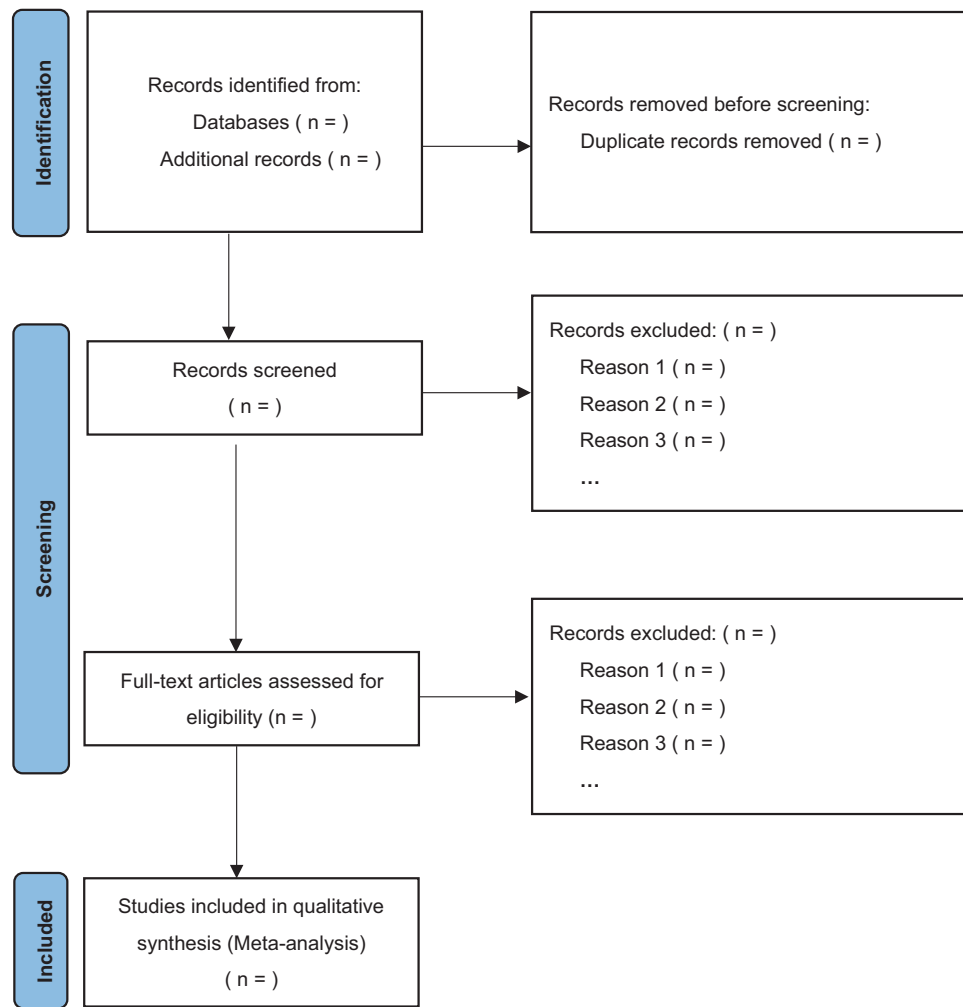 Identification
Records identified from:
Databases ( n = )
Additional records ( n = )
Records removed before screening:
Duplicate records removed ( n = )
Screening
Records screened
( n = )
Records excluded: ( n = )
Reason 1 ( n = )
Reason 2 ( n = )
Reason 3 ( n = )
...
Full-text articles assessed for
eligibility (n = )
Records excluded: ( n = )
Reason 1 ( n = )
Reason 2 ( n = )
Reason 3 ( n = )
...
Included
Studies included in qualitative
synthesis (Meta-analysis)
( n = )